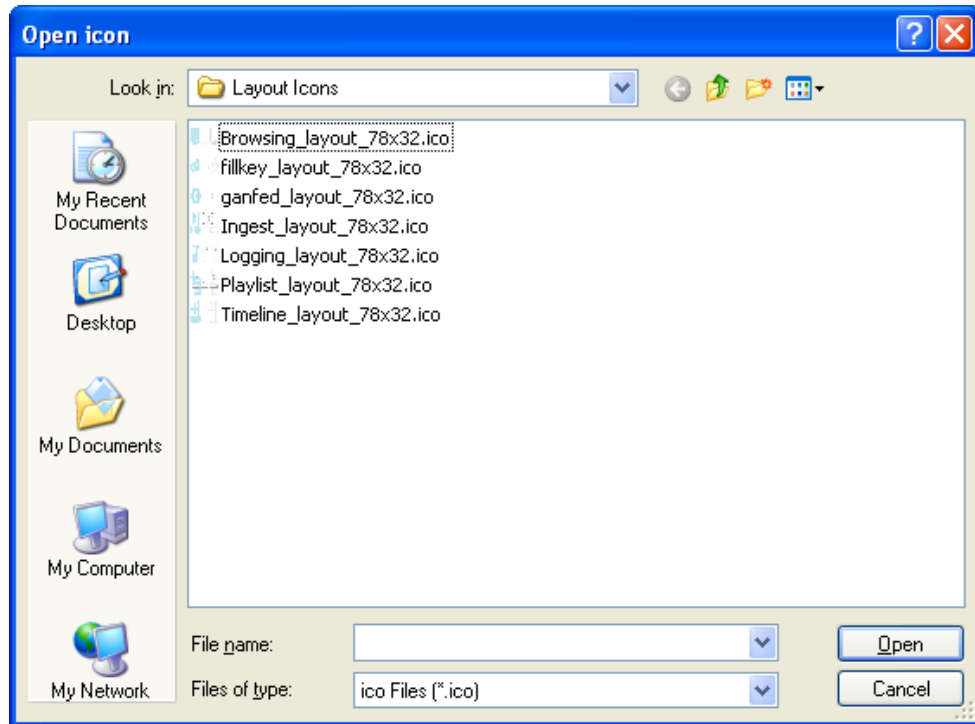 Open icon
Look in:
Layout Icons
My Recent
Documents
Desktop
My Documents
My Computer
My Network
Browsing_layout_78x32.ico
fillkey_layout_78x32.ico
ganfed_layout_78x32.ico
Ingest_layout_78x32.ico
Logging_layout_78x32.ico
Playlist_layout_78x32.ico
Timeline_layout_78x32.ico
File name:
Open
Files of type:
ico Files (*.ico)
Cancel